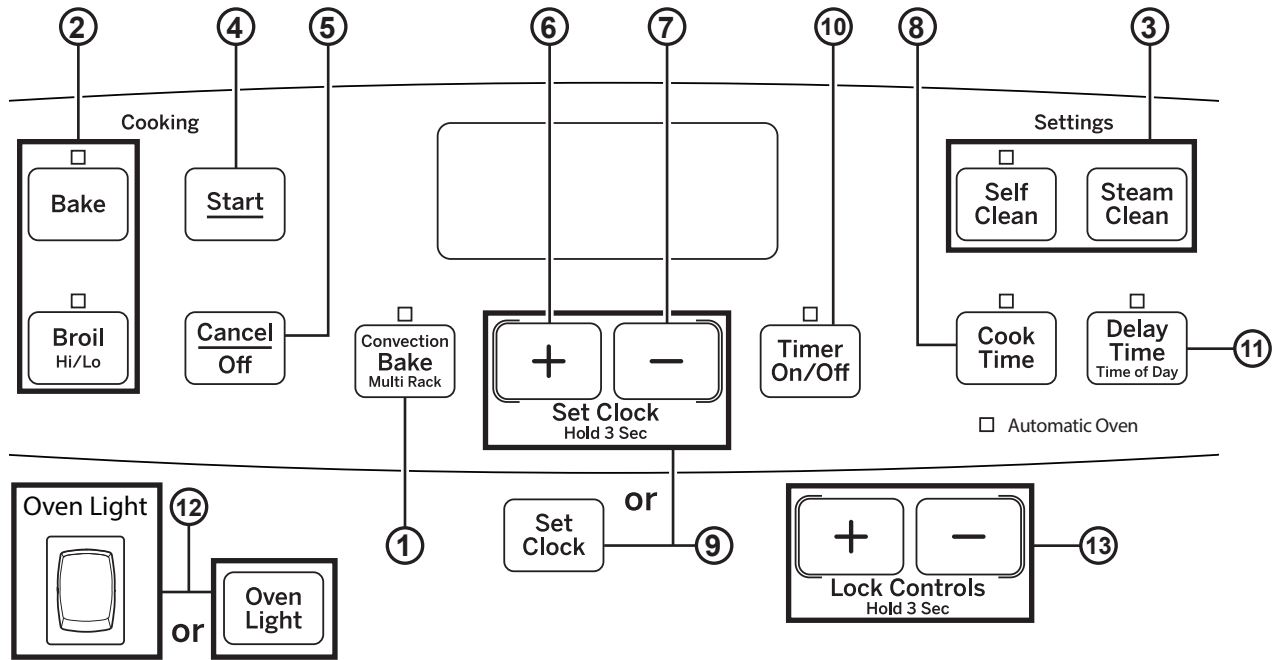 2
4
5
6
7
10
8
3
Cooking
Settings
Bake
Start
Self
Clean
Steam
Clean
Broil
Hi/Lo
Cancel
Off
Convection
Bake
Multi Rack
+
−
Set Clock
Hold 3 Sec
Timer
On/Off
Cook
Time
Delay
Time
Time of Day
11
Automatic Oven
Oven Light
12
or
Oven
Light
1
Set
Clock
or
9
+
−
Lock Controls
Hold 3 Sec
13